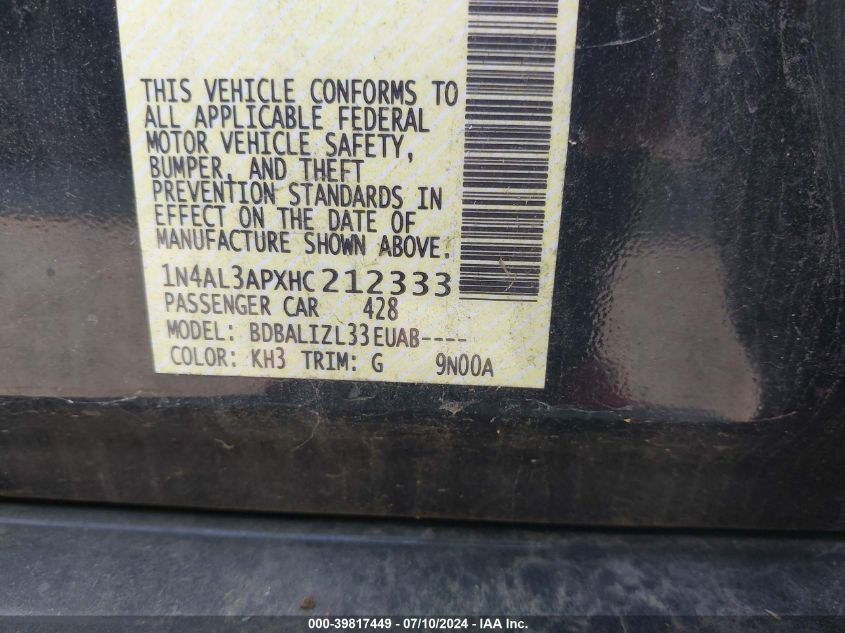 THIS VEHICLE CONFORMS TO
ALL APPLICABLE FEDERAL
MOTOR VEHICLE SAFETY,
BUMPER, AND THEFT
PREVENTION STANDARDS IN
EFFECT ON THE DATE OF
MANUFACTURE SHOWN ABOVE.
1N4AL3APXHC212333
PASSENGER CAR 428
MODEL: BDBALIZL33EUAB----
COLOR: KH3 TRIM: G 9N00A
000-39817449 - 07/10/2024 - IAA Inc.